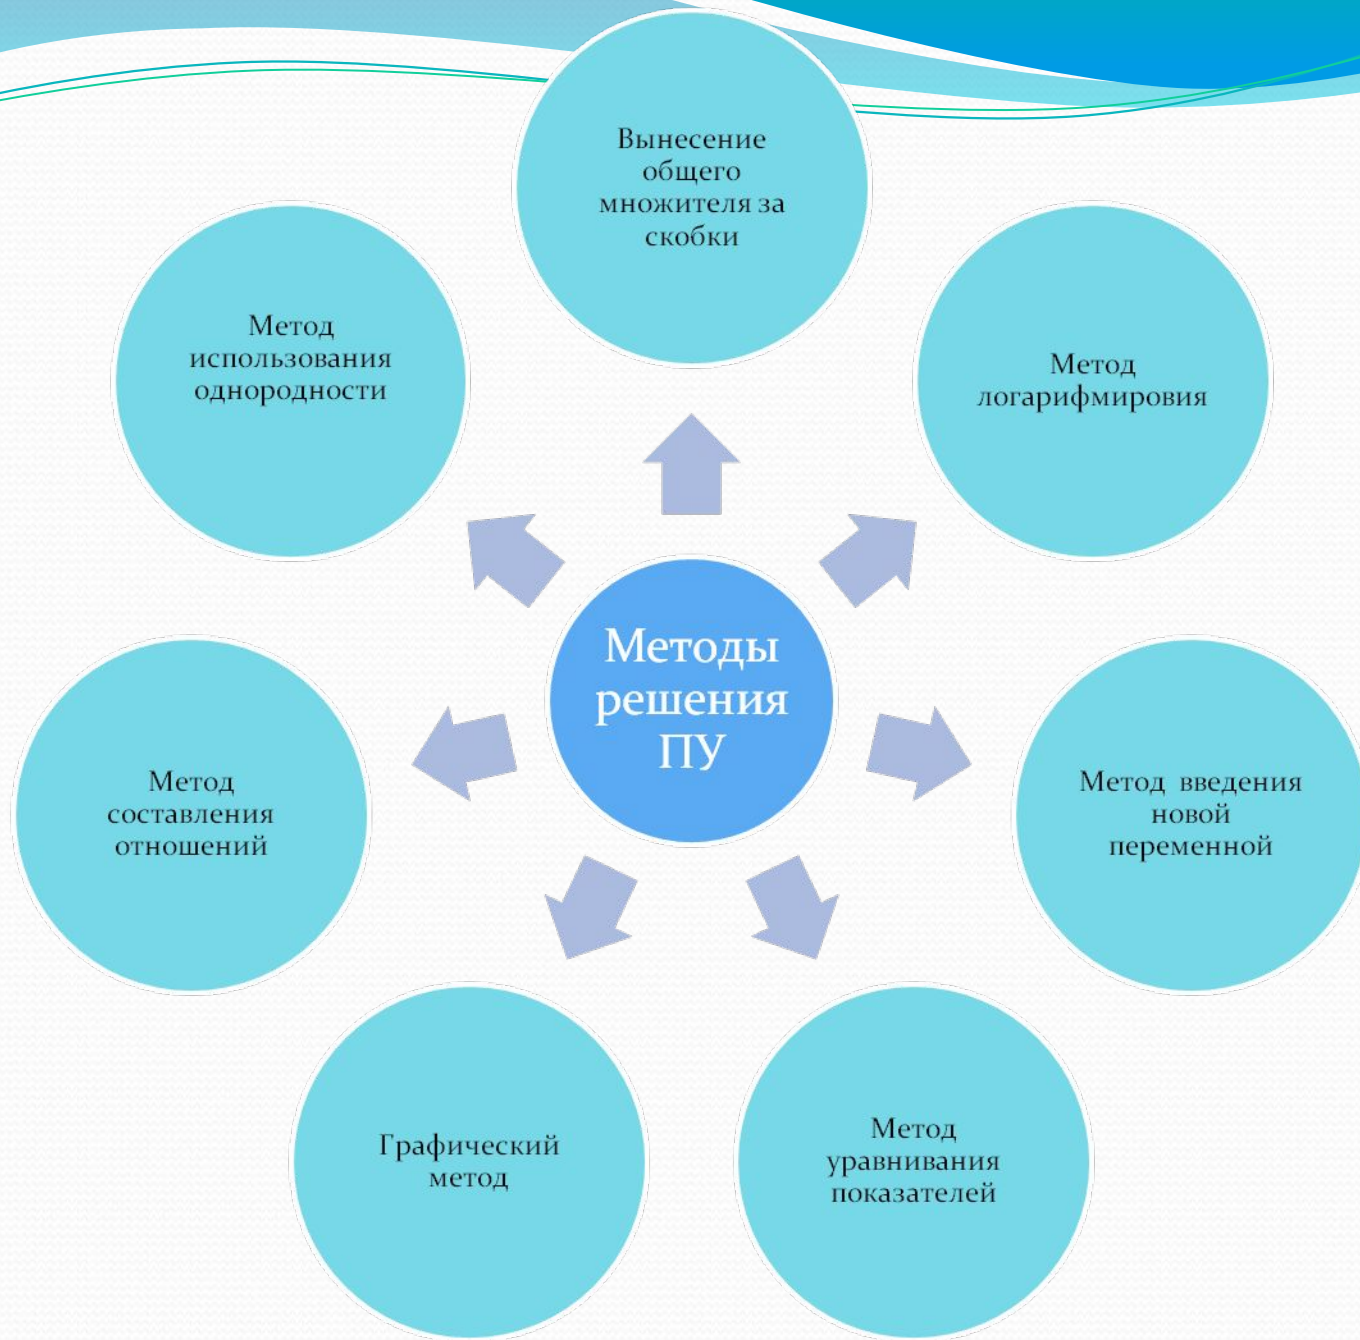 Вынесение
общего
множителя за
скобки
Метод
использования
однородности
Метод
логарифмировия
Методы
решения
ПУ
Метод
составления
отношений
Метод введения
новой
переменной
Графический
метод
Метод
уравнивания
показателей